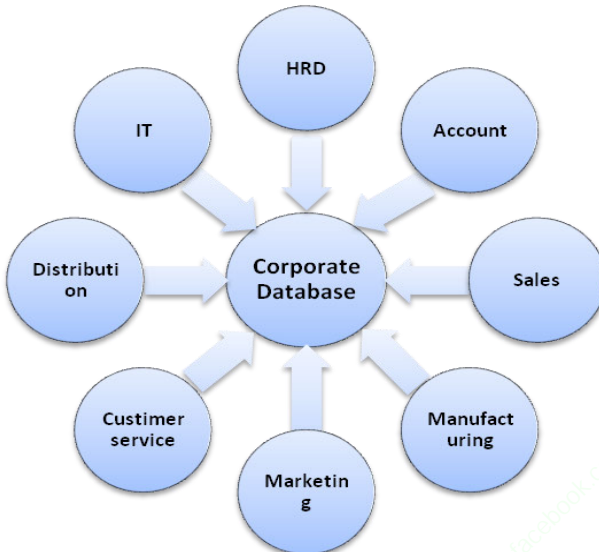 HRD
IT
Account
Corporate
Database
Distributi
on
Sales
Custimer
service
Manufact
uring
Marketin
g